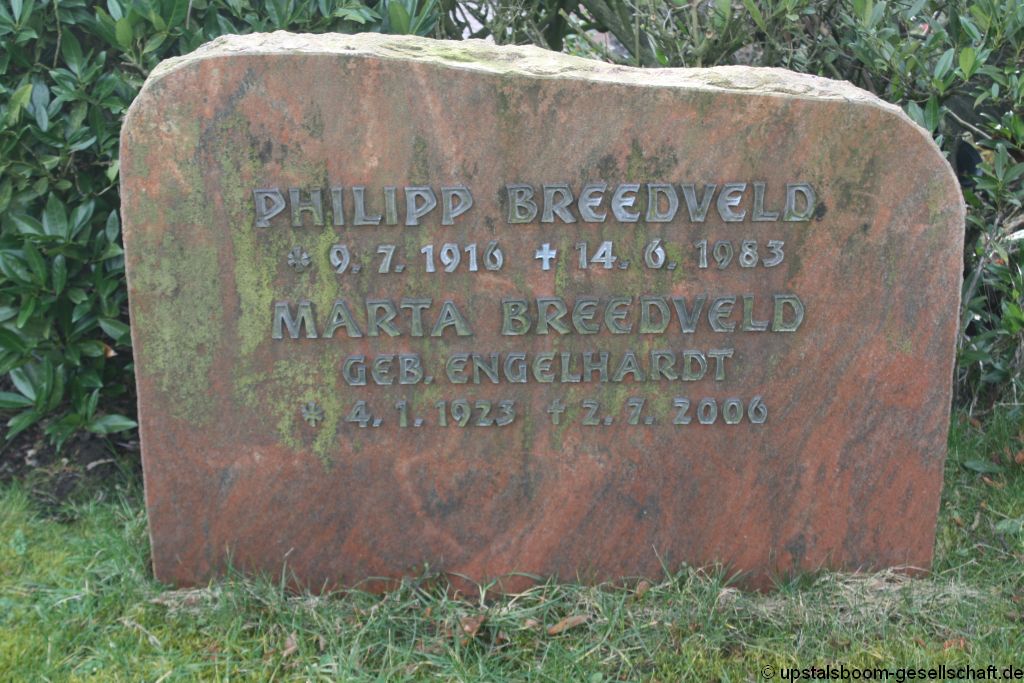 PHILIPP BREEDVELD
* 9. 7. 1916 ✝ 14. 6. 1983
MARTA BREEDVELD
GEB. ENGELHARDT
* 4. 1. 1923 ✝ 2. 7. 2006
© upstalsboom-gesellschaft.de